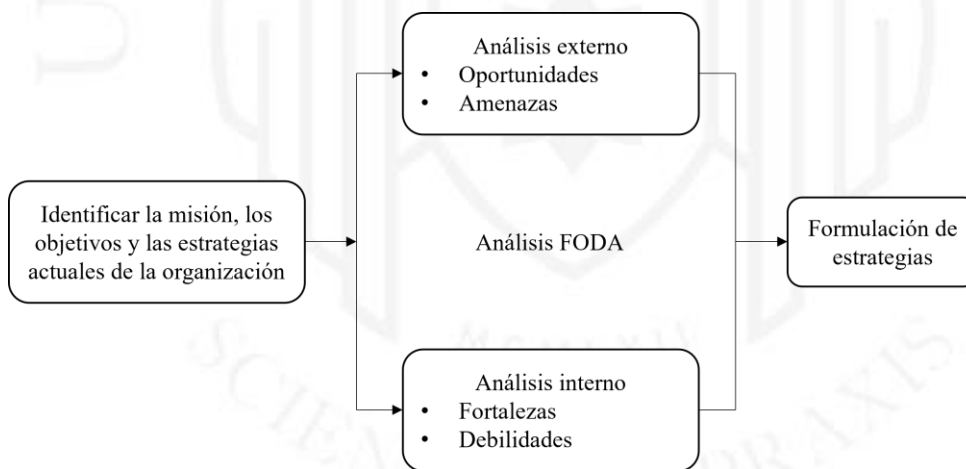 Análisis externo
• Oportunidades
• Amenazas
Identificar la misión, los
objetivos y las estrategias
actuales de la organización
Análisis FODA
Formulación de
estrategias
Análisis interno
• Fortalezas
• Debilidades